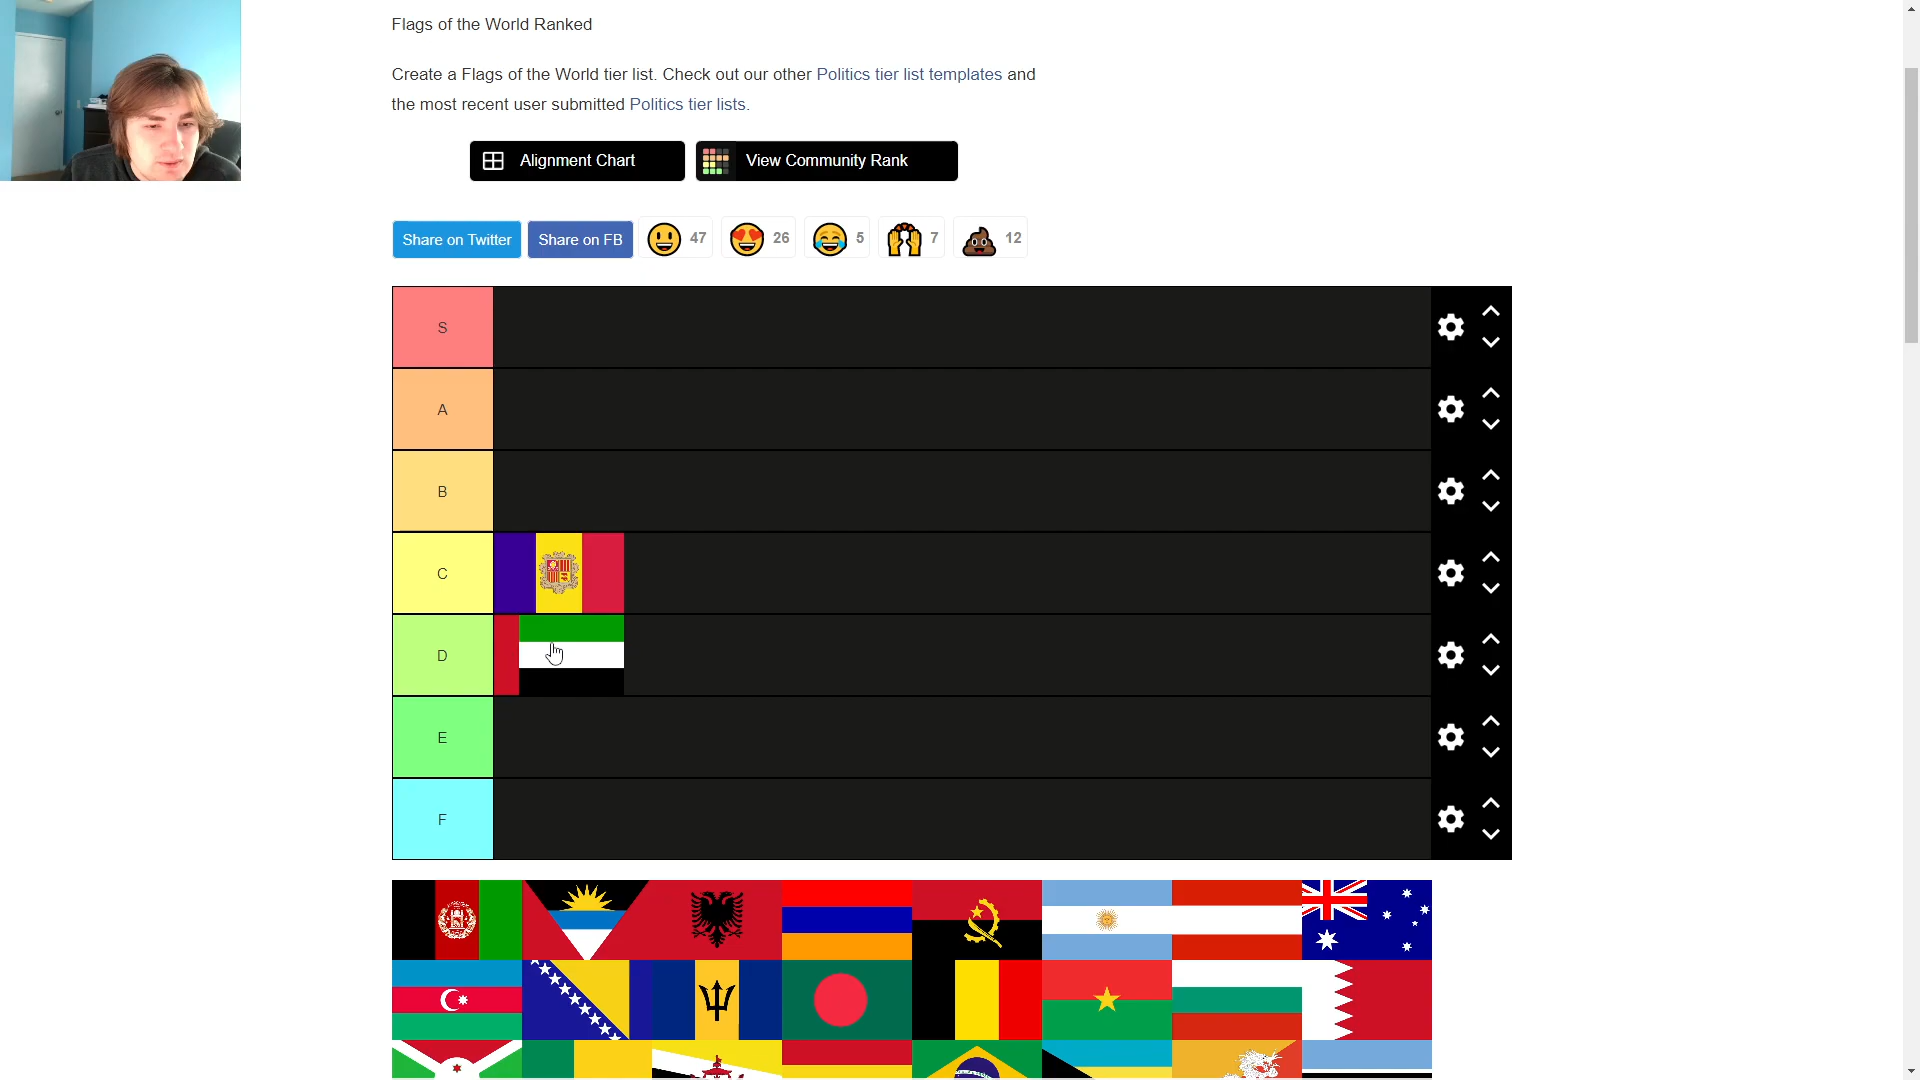 Flags of the World Ranked
Create a Flags of the World tier list. Check out our other Politics tier list templates and
the most recent user submitted Politics tier lists.
Alignment Chart
View Community Rank
Share on Twitter
Share on FB
47
26
5
7
12
S
A
B
C
D
E
F